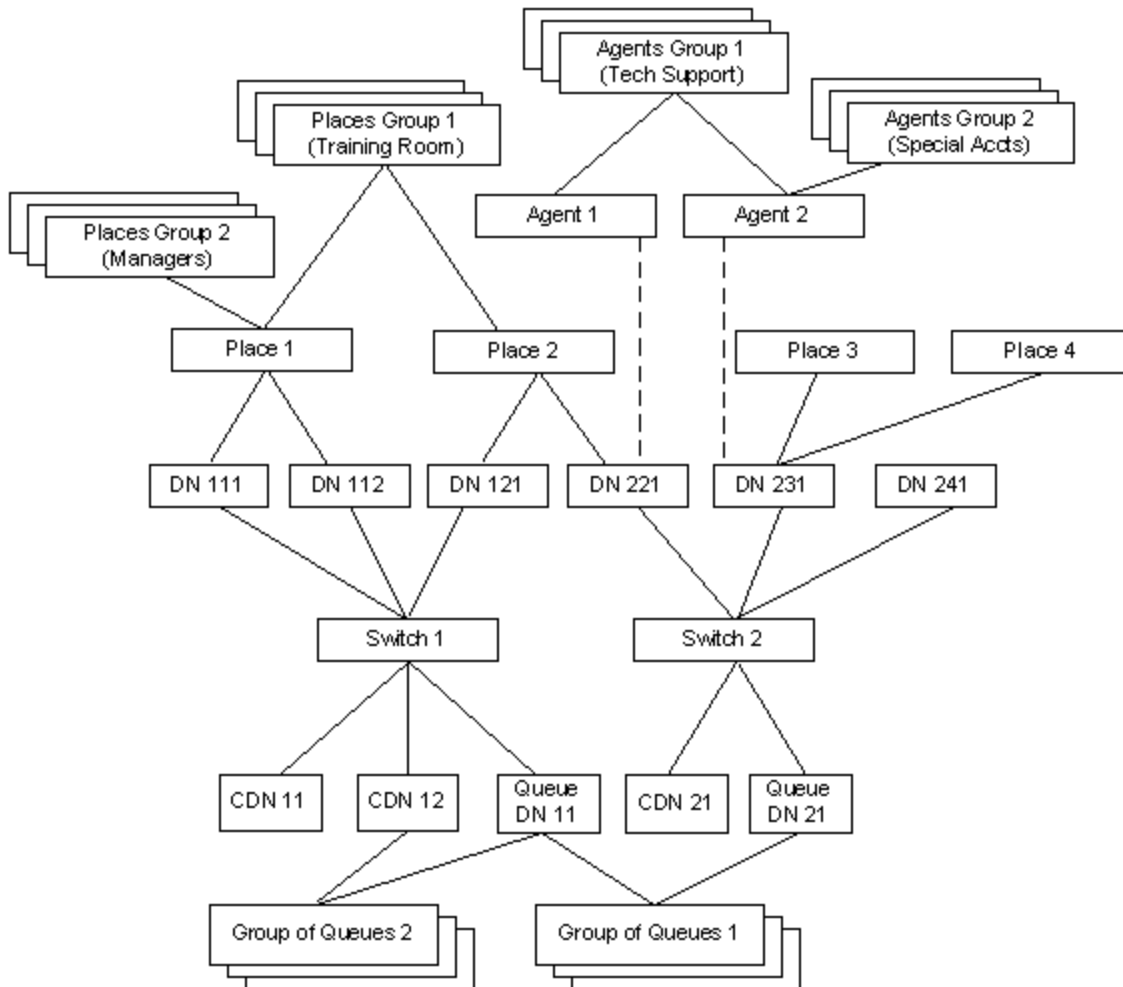 Agents Group 1
(Tech Support)
Places Group 1
(Training Room)
Agents Group 2
(Special Accts)
Agent 1
Agent 2
Places Group 2
(Managers)
Place 1
Place 2
Place 3
Place 4
DN 111
DN 112
DN 121
DN 221
DN 231
DN 241
Switch 1
Switch 2
CDN 11
CDN 12
Queue
DN 11
CDN 21
Queue
DN 21
Group of Queues 2
Group of Queues 1